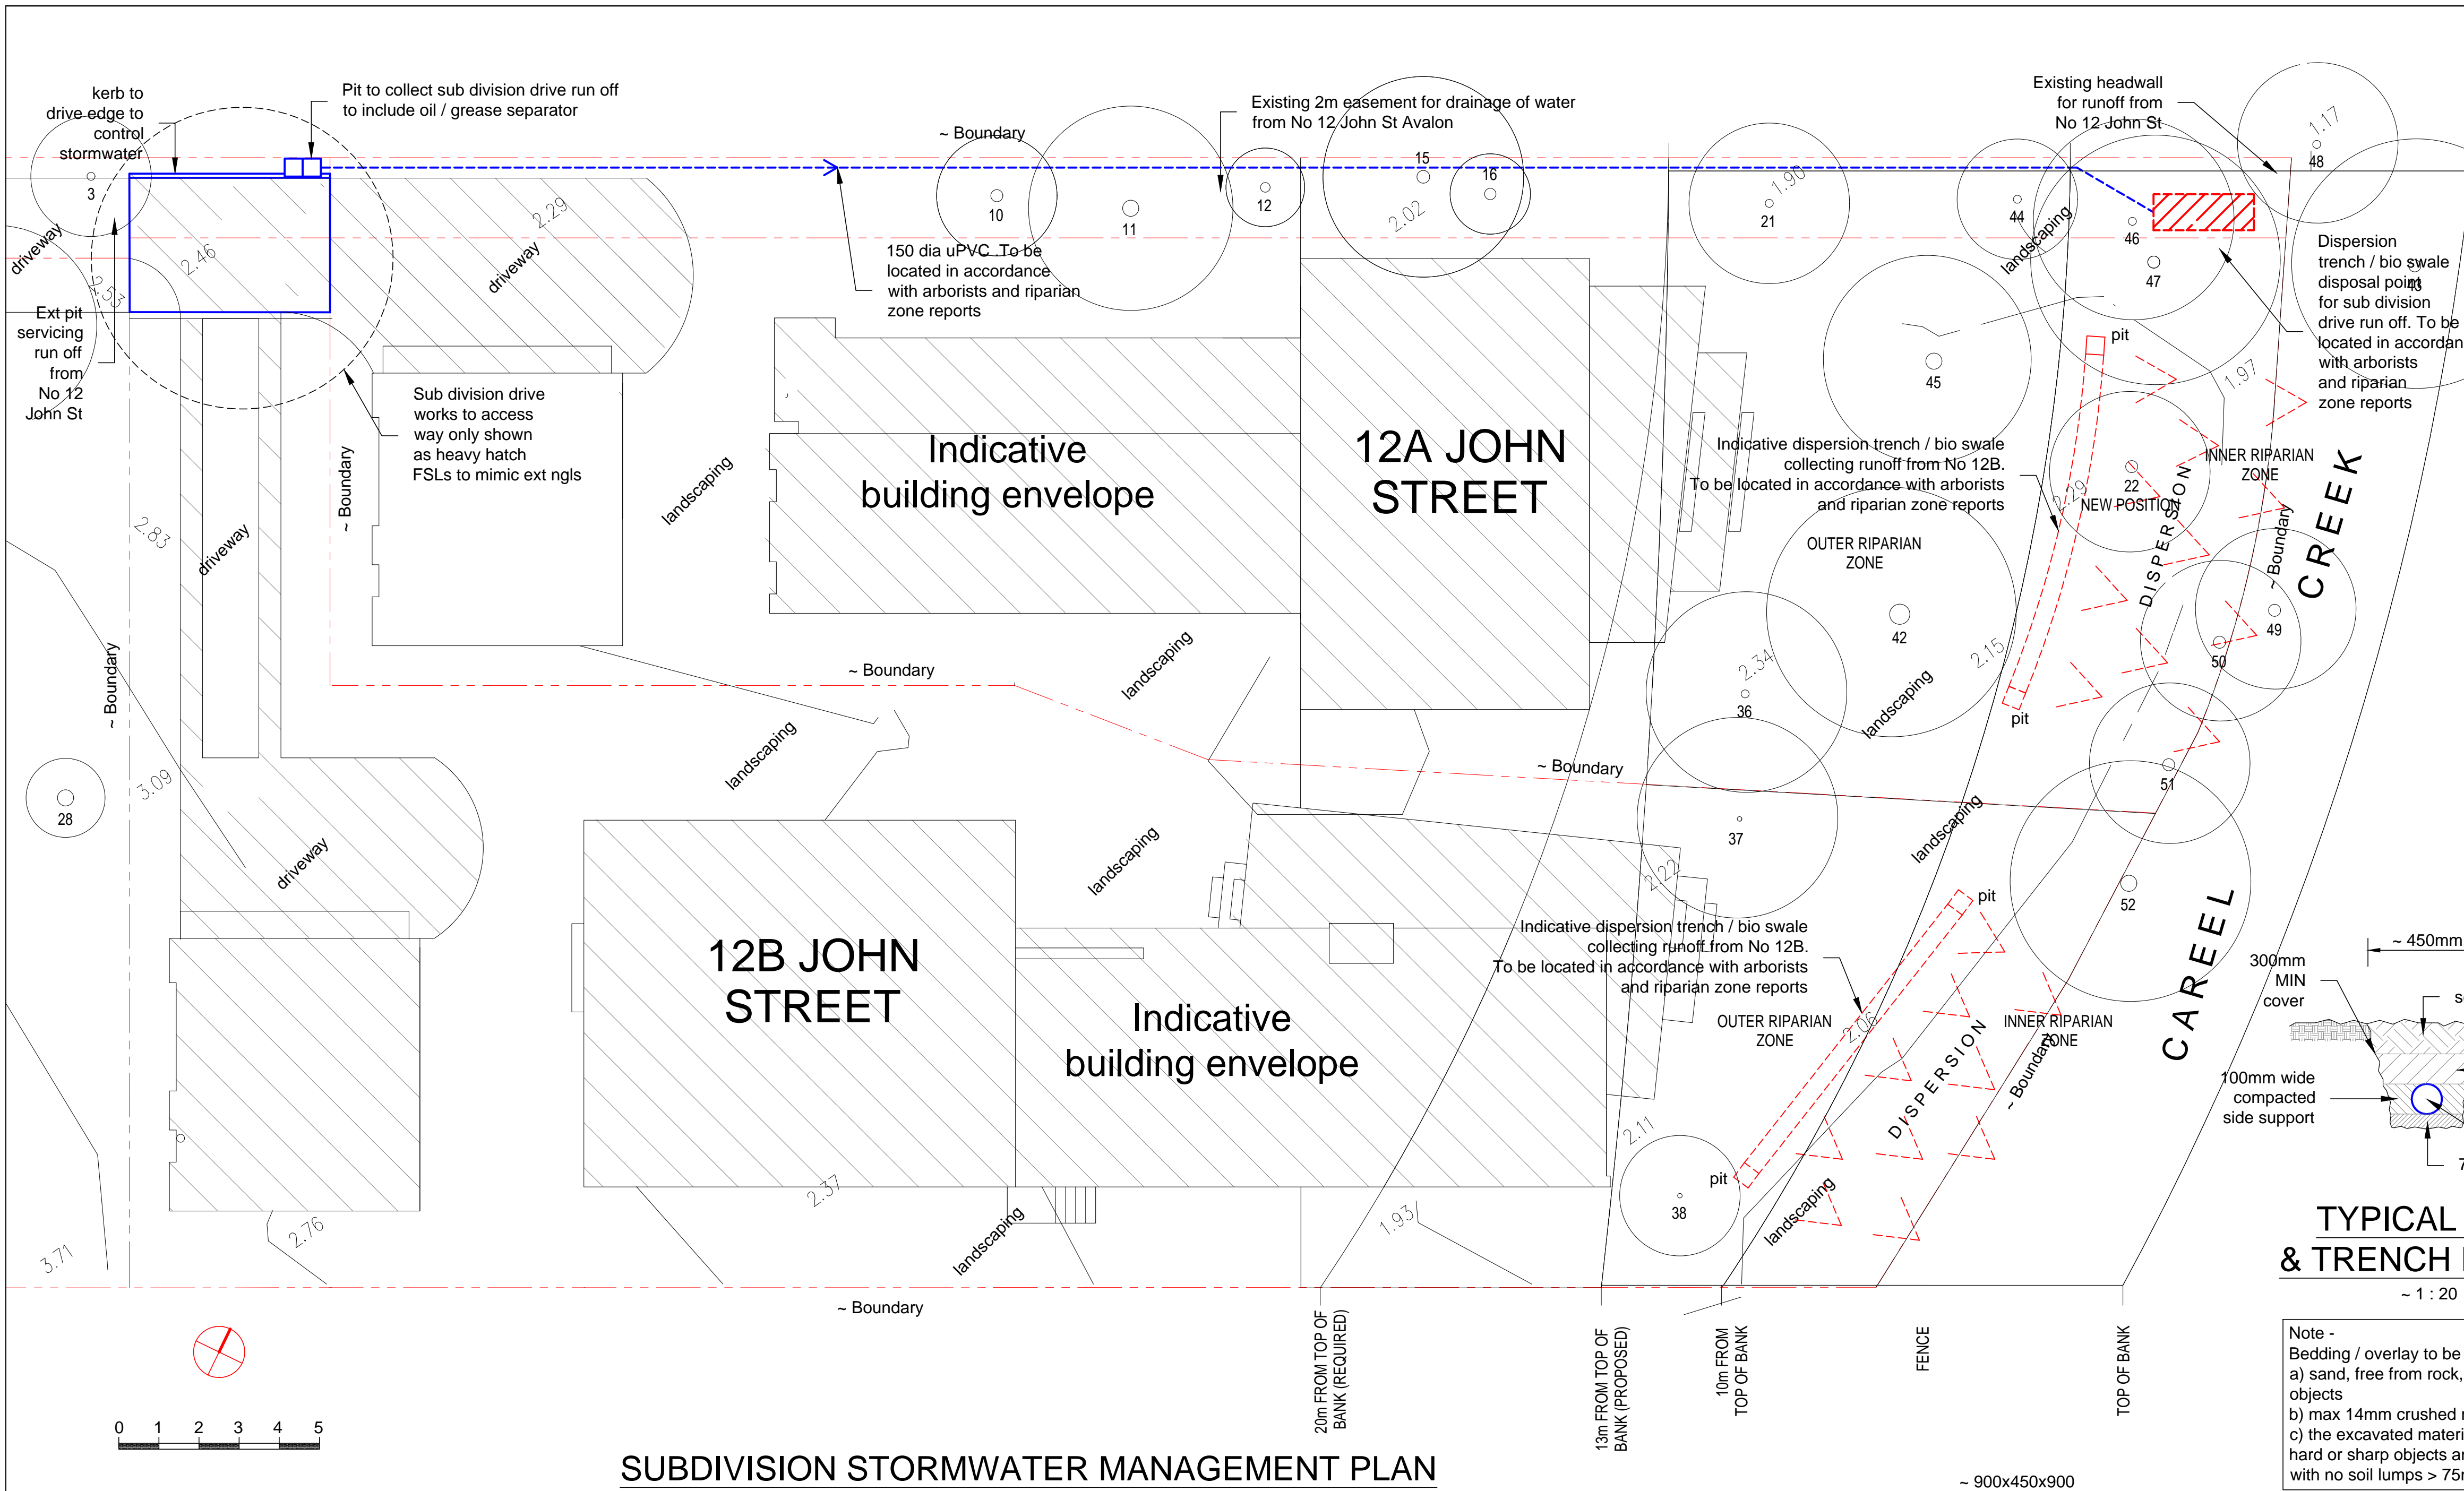 kerb to
drive edge to
control
stormwater
Pit to collect sub division drive run off
to include oil / grease separator
~ Boundary
Existing 2m easement for drainage of water
from No 12 John St Avalon
Existing headwall
for runoff from
No 12 John St
1.17
48
3
10
11
12
15
16
2.02
21
1.90
44
landscaping
46
47
43
driveway
2.46
2.53
2.29
driveway
150 dia uPVC .To be
located in accordance
with arborists and riparian
zone reports
Dispersion
trench / bio swale
disposal point
for sub division
drive run off. To be
located in accordan
with arborists
and riparian
zone reports
Ext pit
servicing
run off
from
No 12
John St
Sub division drive
works to access
way only shown
as heavy hatch
FSLs to mimic ext ngls
~ Boundary
landscaping
Indicative
building envelope
12A JOHN
STREET
45
pit
1.97
Indicative dispersion trench / bio swale
collecting runoff from No 12B.
To be located in accordance with arborists
and riparian zone reports
2.29
22
NEW POSITION
INNER RIPARIAN
ZONE
DISPERSION
~ Boundary
CREEK
OUTER RIPARIAN
ZONE
2.83
driveway
42
49
50
2.15
2.34
36
landscaping
pit
~ Boundary
~ Boundary
landscaping
landscaping
~ Boundary
51
28
3.09
driveway
landscaping
37
2.22
landscaping
52
12B JOHN
STREET
Indicative
building envelope
Indicative dispersion trench / bio swale
collecting runoff from No 12B.
To be located in accordance with arborists
and riparian zone reports
pit
2.06
OUTER RIPARIAN
ZONE
INNER RIPARIAN
ZONE
DISPERSION
~ Boundary
CAREEL
~ 450mm
300mm
MIN
cover
s
100mm wide
compacted
side support
7
2.11
pit
38
landscaping
3.71
2.76
2.37
landscaping
1.93
~ Boundary
TYPICAL
& TRENCH
~ 1 : 20
20m FROM TOP OF
BANK (REQUIRED)
13m FROM TOP OF
BANK (PROPOSED)
10m FROM
TOP OF BANK
FENCE
TOP OF BANK
Note -
Bedding / overlay to be
a) sand, free from rock,
objects
b) max 14mm crushed
c) the excavated materi
hard or sharp objects a
with no soil lumps > 75
0 1 2 3 4 5
SUBDIVISION STORMWATER MANAGEMENT PLAN
~ 900x450x900